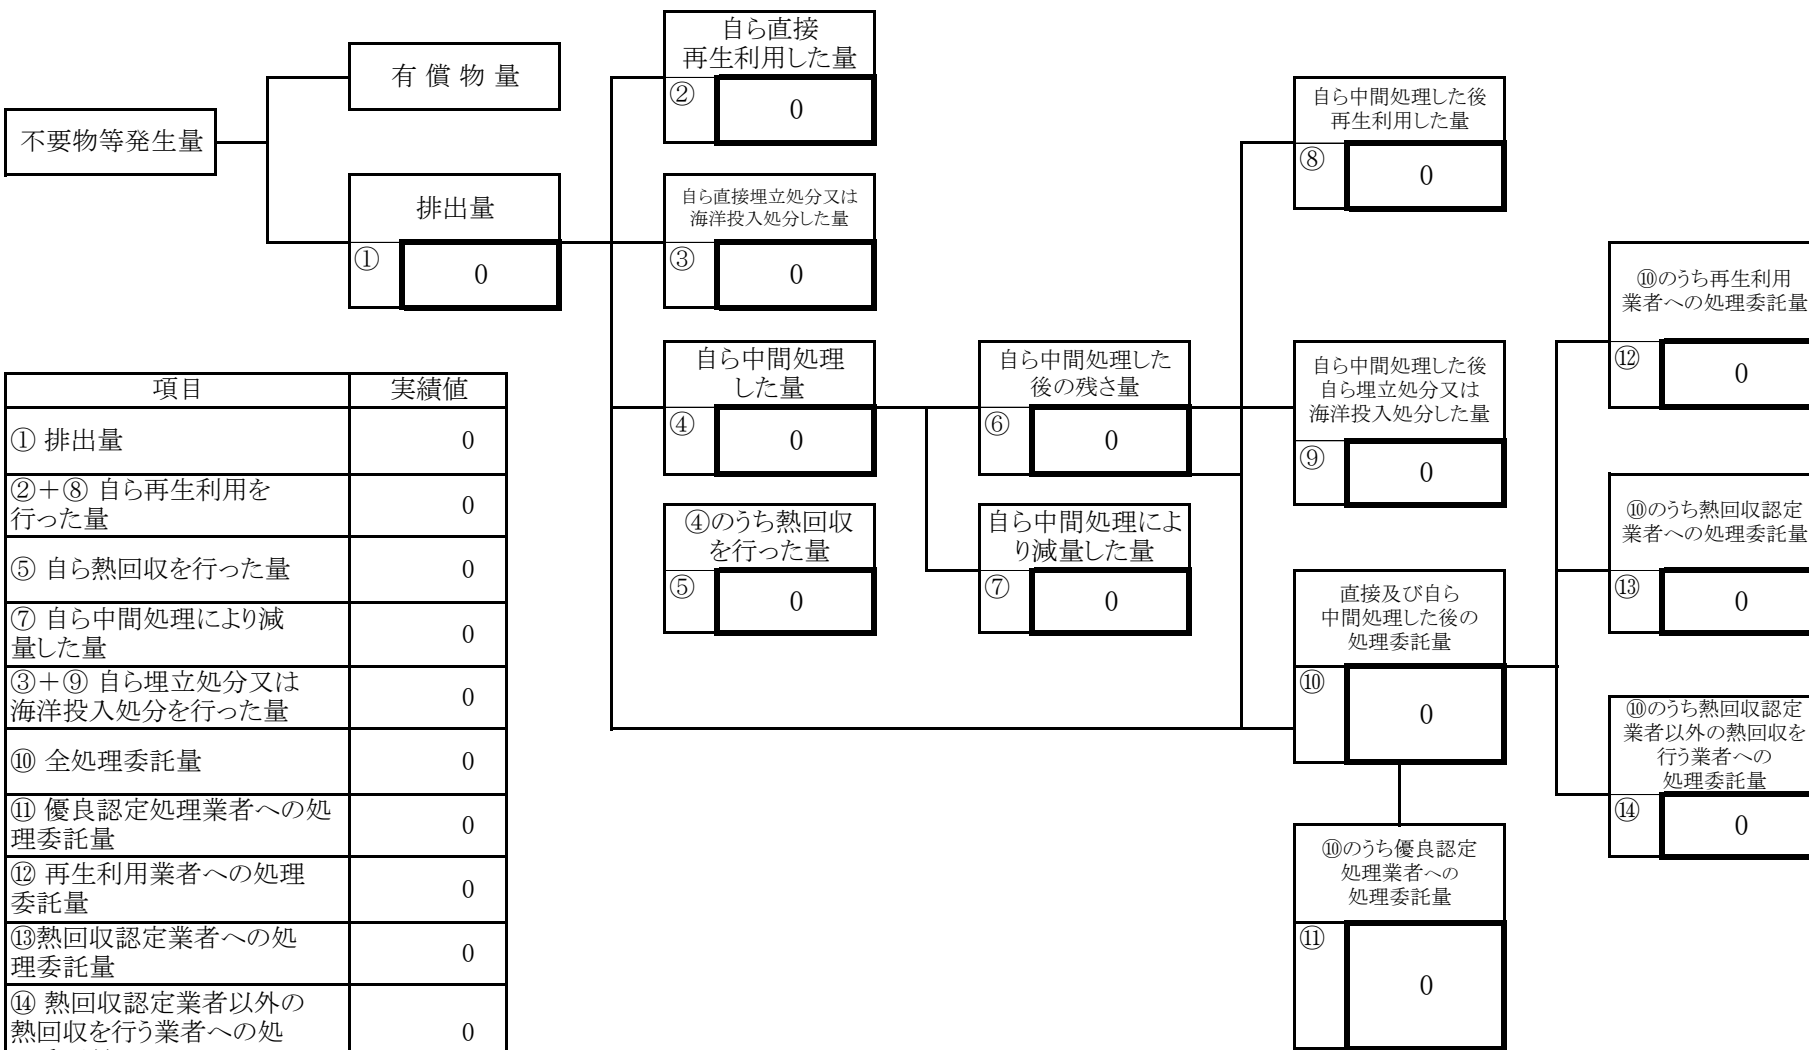 不要物等発生量
有償物量
排出量
①
0
自ら直接
再生利用した量
②
0
自ら直接埋立処分又は
海洋投入処分した量
③
0
自ら中間処理
した量
④
0
④のうち熱回収
を行った量
⑤
0
自ら中間処理した
後の残さ量
⑥
0
自ら中間処理によ
り減量した量
⑦
0
自ら中間処理した後
再生利用した量
⑧
0
自ら中間処理した後
自ら埋立処分又は
海洋投入処分した量
⑨
0
直接及び自ら
中間処理した後の
処理委託量
⑩
0
⑩のうち優良認定
処理業者への
処理委託量
⑪
0
⑩のうち再生利用
業者への処理委託量
⑫
0
⑩のうち熱回収認定
業者への処理委託量
⑬
0
⑩のうち熱回収認定
業者以外の熱回収を
行う業者への
処理委託量
⑭
0
項目 実績値
① 排出量 0
②+⑧ 自ら再生利用を
行った量 0
⑤ 自ら熱回収を行った量 0
⑦ 自ら中間処理により減
量した量 0
③+⑨ 自ら埋立処分又は
海洋投入処分を行った量 0
⑩ 全処理委託量 0
⑪ 優良認定処理業者への処
理委託量 0
⑫ 再生利用業者への処理
委託量 0
⑬熱回収認定業者への処
理委託量 0
⑭ 熱回収認定業者以外の
熱回収を行う業者への処 0